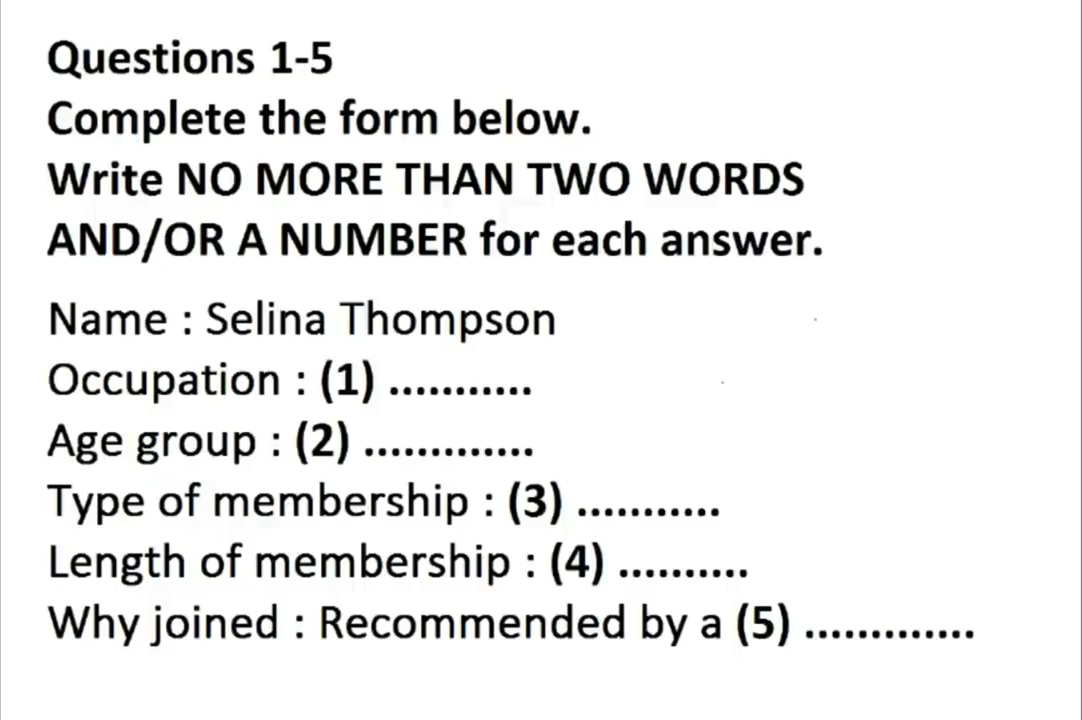 Questions 1-5
Complete the form below.
Write NO MORE THAN TWO WORDS
AND/OR A NUMBER for each answer.
Name : Selina Thompson
Occupation : (1) ...........
Age group : (2) .............
Type of membership : (3) ...........
Length of membership : (4) ..........
Why joined : Recommended by a (5) .............